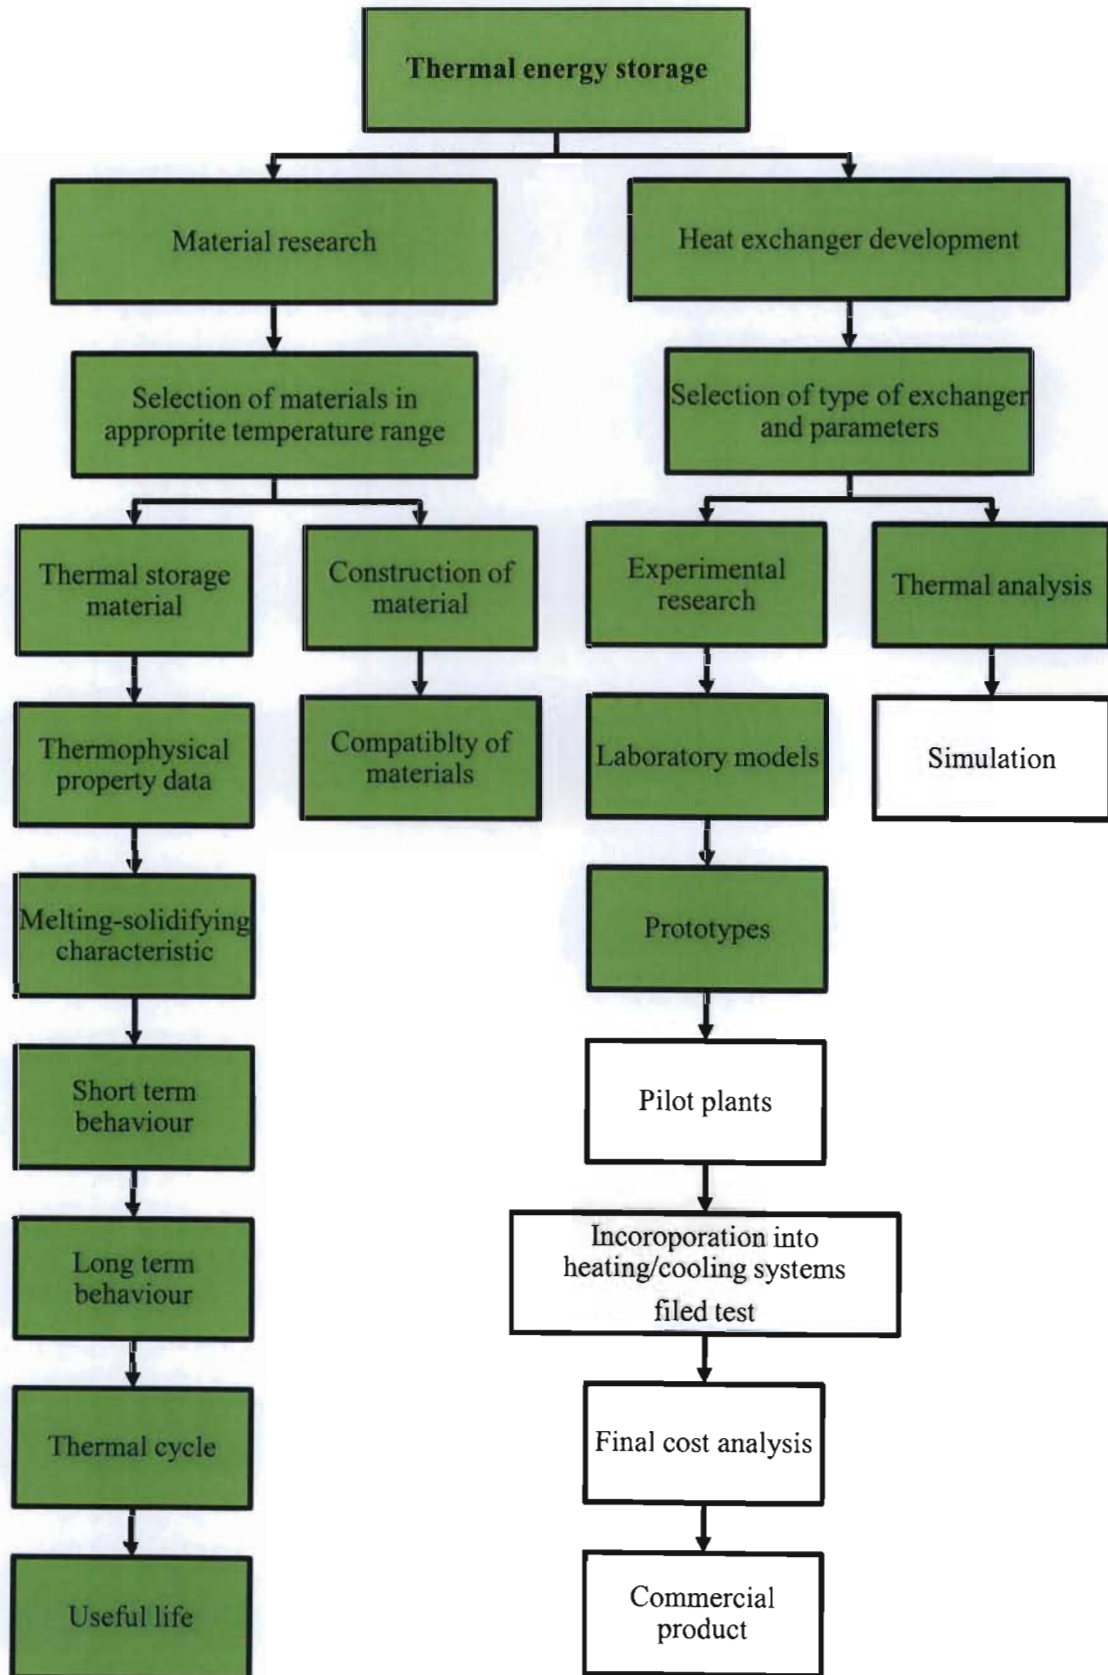 Thermal energy storage
Material research
Heat exchanger development
Selection of materials in
approprite temperature range
Selection of type of exchanger
and parameters
Thermal storage
material
Construction of
material
Experimental
research
Thermal analysis
Thermophysical
property data
Compatiblty of
materials
Laboratory models
Simulation
Melting-solidifying
characteristic
Prototypes
Short term
behaviour
Pilot plants
Long term
behaviour
Incoroporation into
heating/cooling systems
filed test
Thermal cycle
Final cost analysis
Useful life
Commercial
product